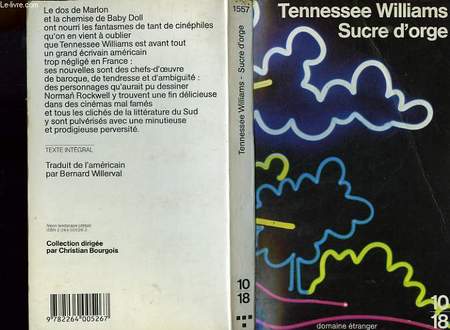 Le-livre.com
Le dos de Marlon
et la chemise de Baby Doll
ont nourri les fantasmes de tant de cinéphiles
qu'on en vient à oublier
que Tennessee Williams est avant tout
un grand écrivain américain
trop négligé en France :
ses nouvelles sont des chefs-d'œuvre
de baroque, de tendresse et d'ambiguïté :
des personnages qu'aurait pu dessiner
Norman Rockwell y trouvent une fin délicieuse
dans des cinémas mal famés
et tous les clichés de la littérature du Sud
y sont pulvérisés avec une minutieuse
et prodigieuse perversité.
TEXTE INTÉGRAL
Traduit de l'américain
par Bernard Willerval
Collection dirigée
par Christian Bourgois
9 782264 005267
1557
Tennessee Williams - Sucre d'orge
10
18
Tennessee Williams
Sucre d'orge
10
18
domaine étranger